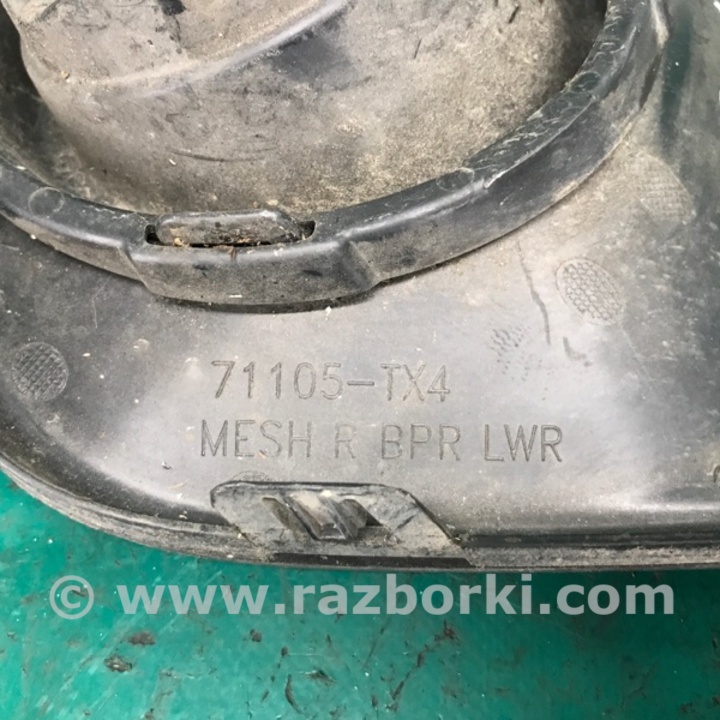 71105-TX4
MESH R BPR LWR
© www.razborki.com